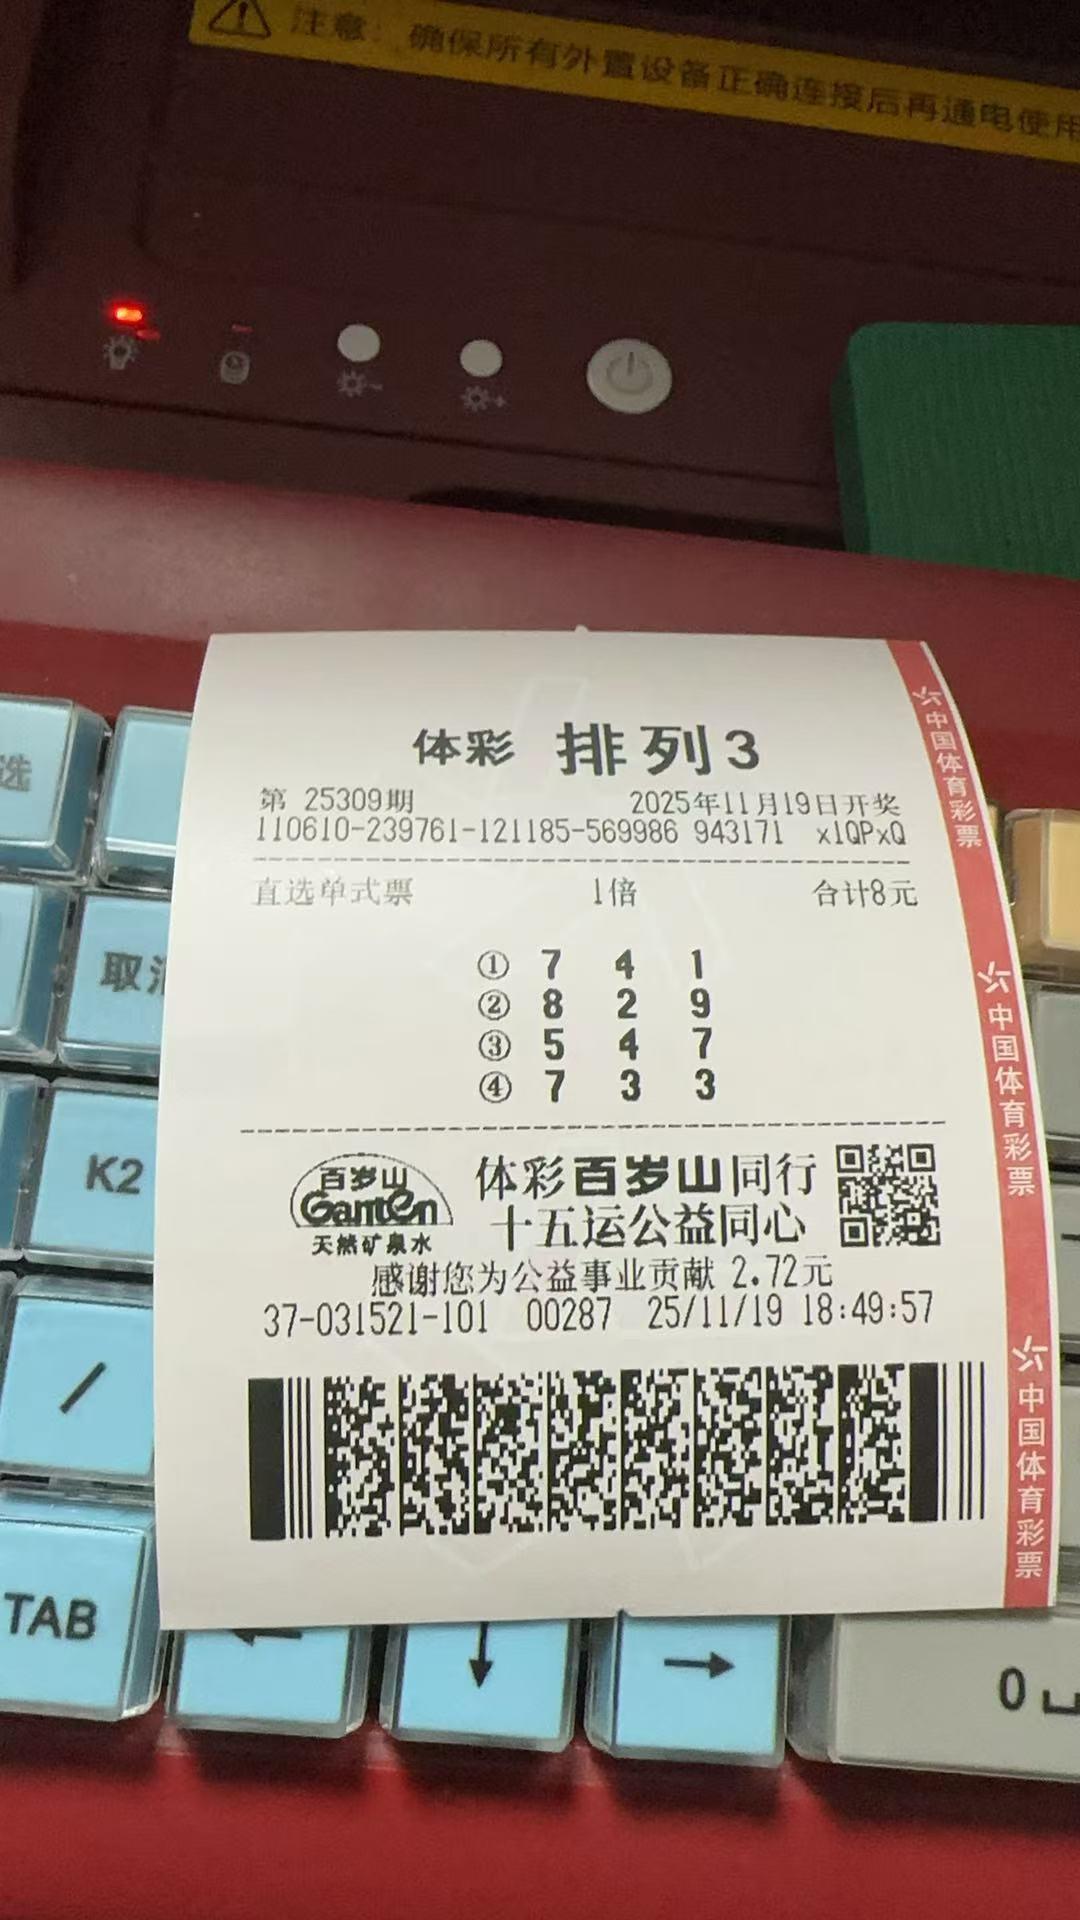 注意：确保所有外置设备正确连接后再通电使用
体彩 排列3
第 25309期 2025年11月19日开奖
110610-239761-121185-569986 943171 x1QPxQ
直选单式票 1倍 合计8元
① 7 4 1
② 8 2 9
③ 5 4 7
④ 7 3 3
百岁山
Ganten
天然矿泉水
体彩百岁山同行
十五运公益同心
感谢您为公益事业贡献 2.72元
37-031521-101 00287 25/11/19 18:49:57
中国体育彩票
中国体育彩票
中国体育彩票
选
取消
K2
/
TAB
←
↓
→
0